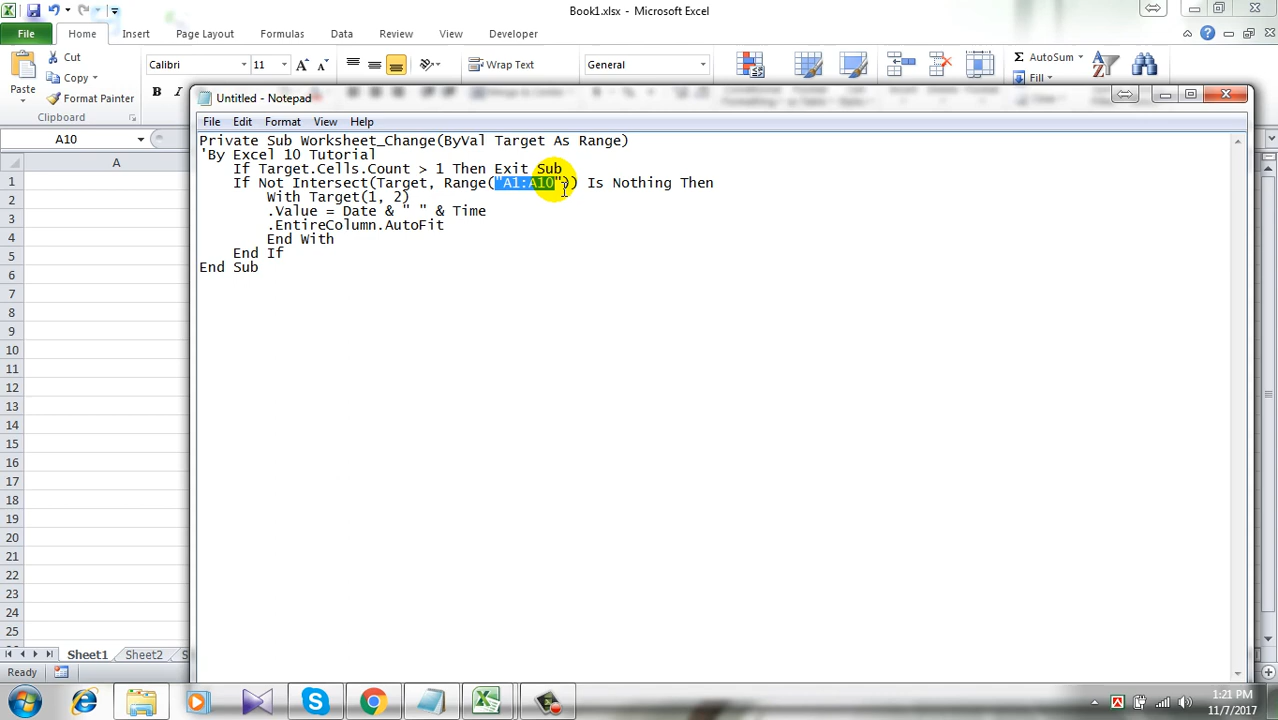 Book1.xlsx - Microsoft Excel
File Home Insert Page Layout Formulas Data Review View Developer
Cut
Copy
Format Painter
Paste
Clipboard
Calibri 11
B I
Wrap Text
General
AutoSum
Fill
A10
Untitled - Notepad
File Edit Format View Help
Private Sub Worksheet_Change(ByVal Target As Range)
'By Excel 10 Tutorial
If Target.Cells.Count > 1 Then Exit Sub
If Not Intersect(Target, Range("A1:A10")) Is Nothing Then
With Target(1, 2)
.Value = Date & " " & Time
.EntireColumn.AutoFit
End With
End If
End Sub
A
1
2
3
4
5
6
7
8
9
10
11
12
13
14
15
16
17
18
19
20
21
22
23
24
25
Sheet1 Sheet2 S
Ready
1:21 PM
11/7/2017